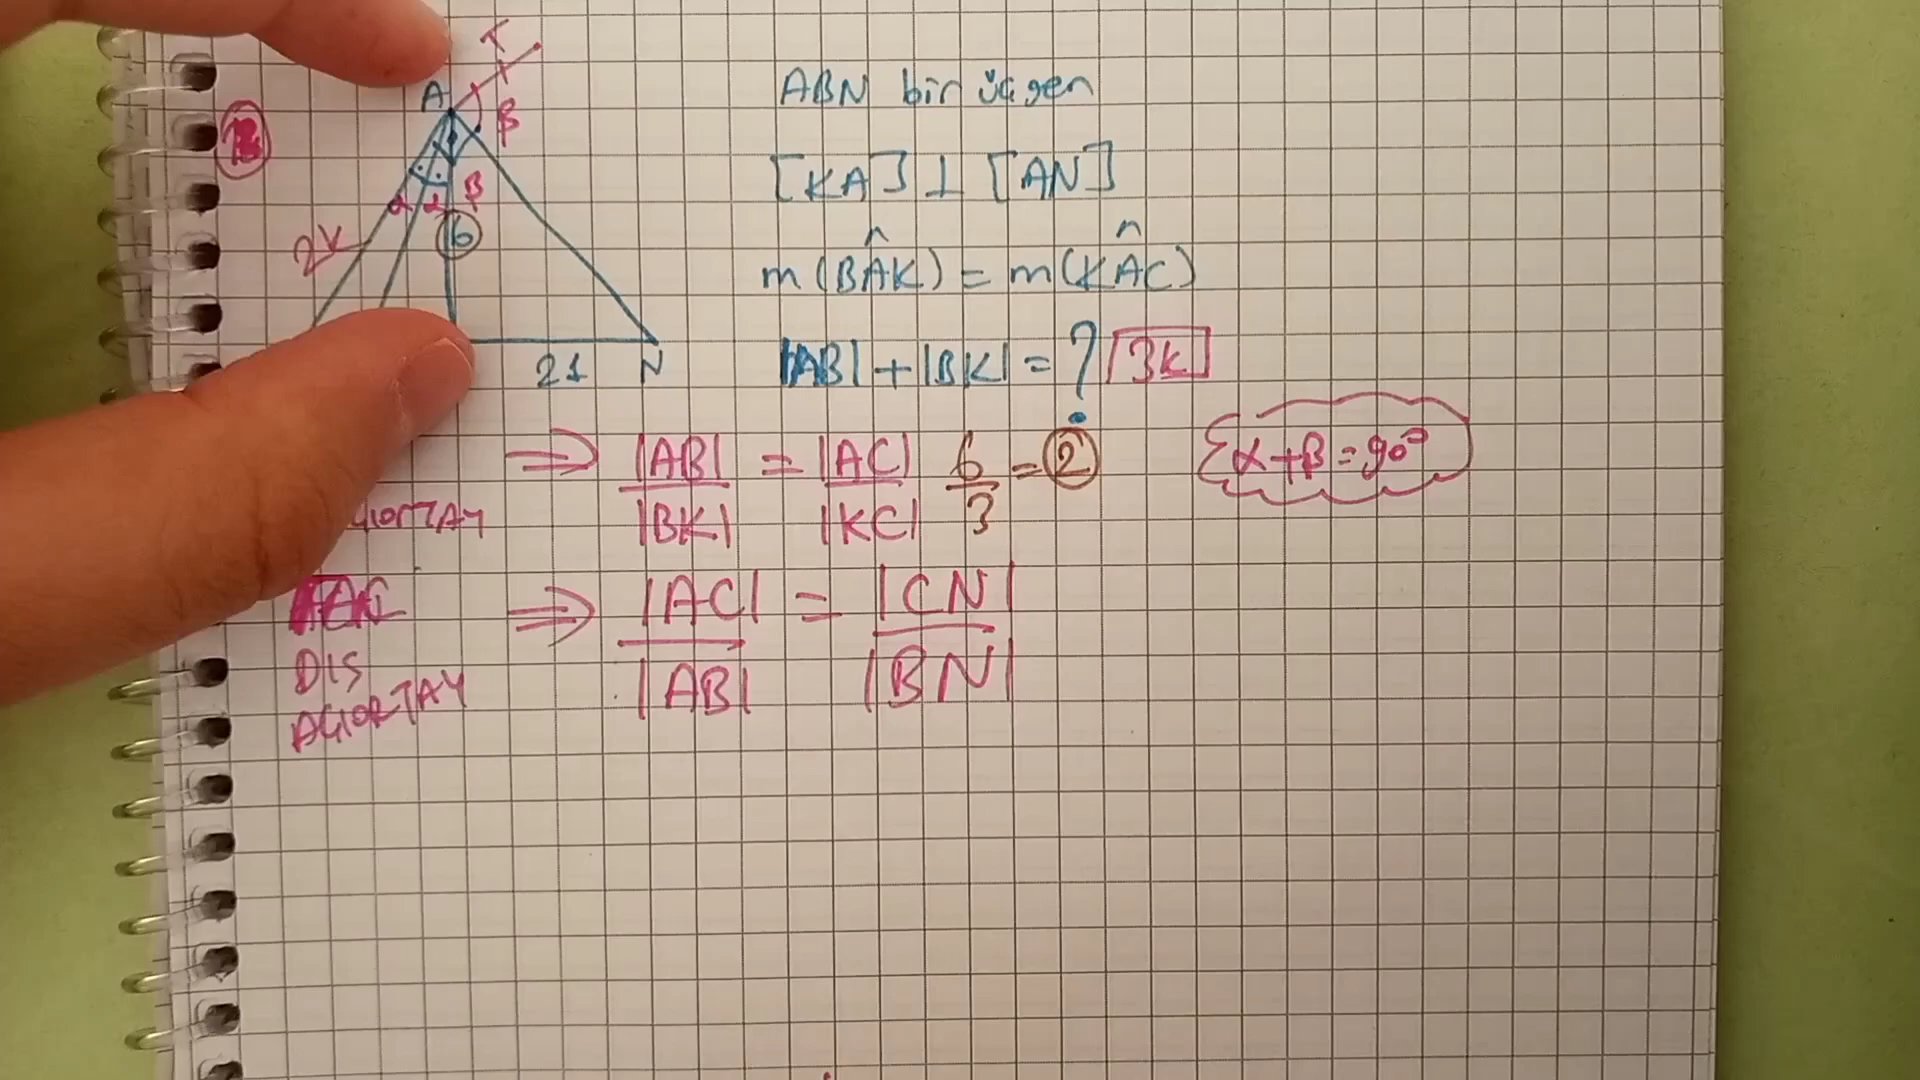 T
A
β
α α β
6
2K
21 N
ABN bir üçgen
[KA] ⊥ [AN]
m(BÂK) = m(KÂC)
|AB| + |BK| = ? 3K
⇒ |AB| / |BK| = |AC| / |KC| 6/3 = 2
α+β=90°
DIŞ
AÇIORTAY
⇒ |AC| / |AB| = |CN| / |BN|